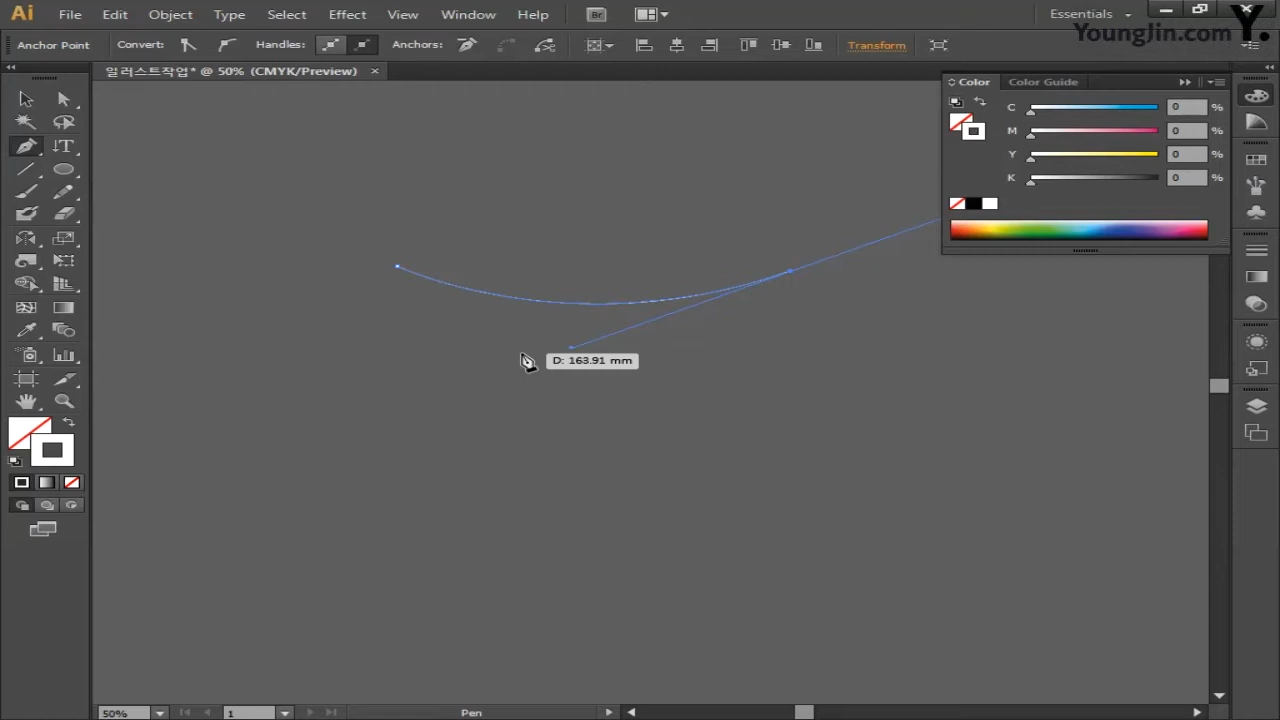 Ai File Edit Object Type Select Effect View Window Help Br Essentials
YoungJin.com Y.
Anchor Point Convert: Handles: Anchors: Transform
일러스트작업* @ 50% (CMYK/Preview) ×
Color Color Guide
C 0 %
M 0 %
Y 0 %
K 0 %
D: 163.91 mm
50% 1 Pen